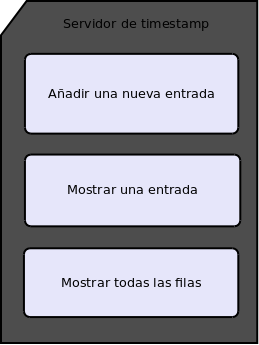 Servidor de timestamp
Añadir una nueva entrada
Mostrar una entrada
Mostrar todas las filas